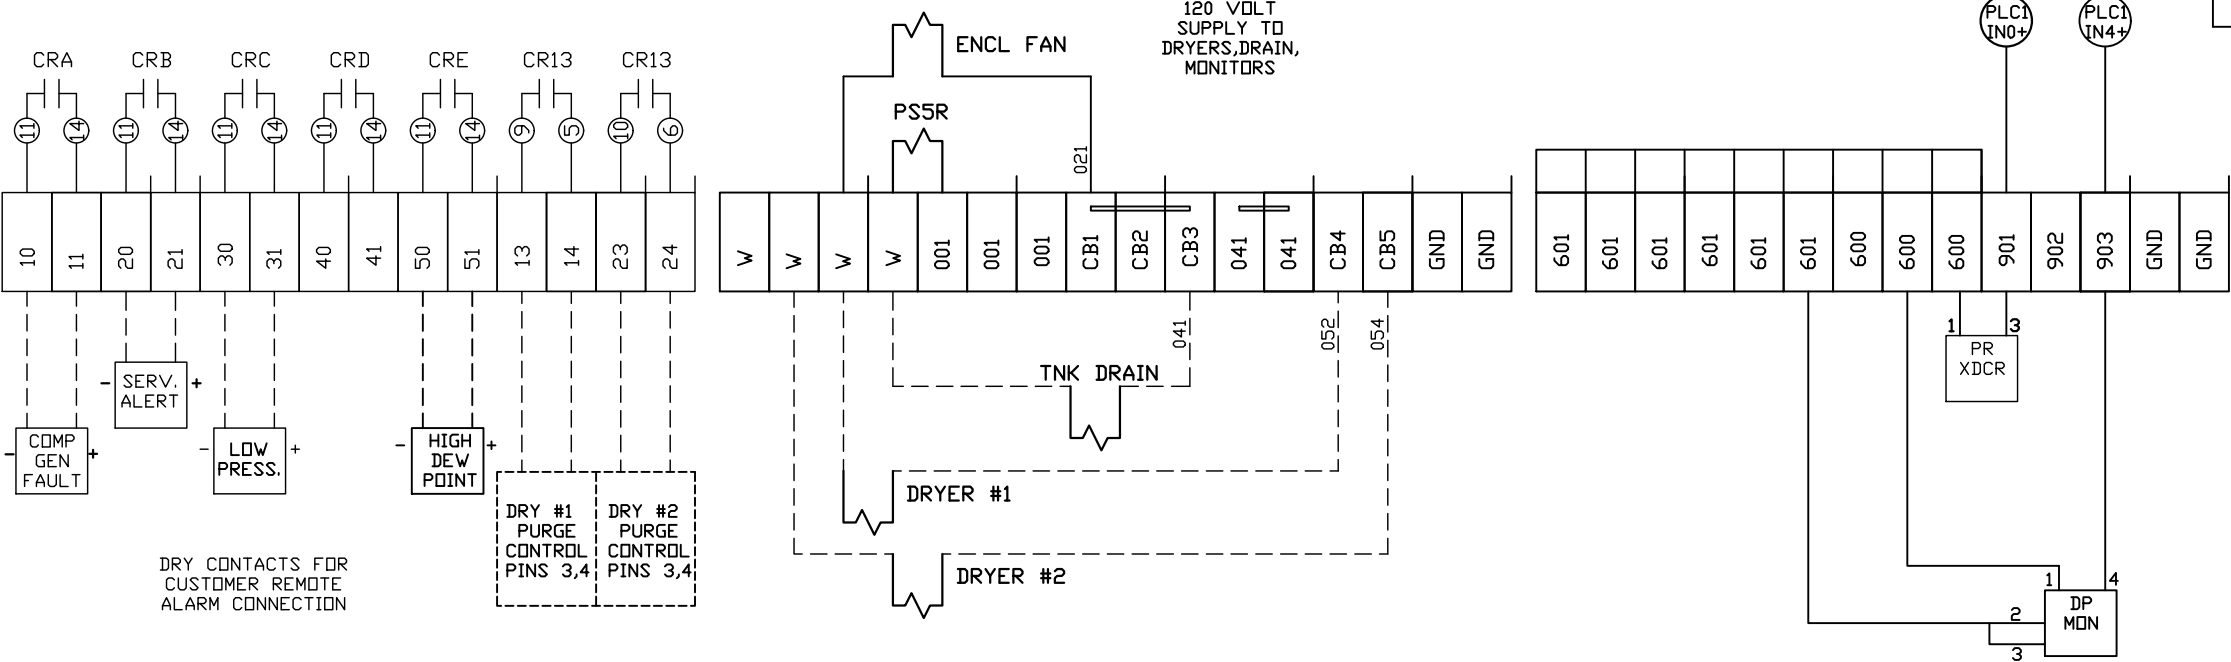 120 VOLT
SUPPLY TO
DRYERS,DRAIN,
MONITORS
PLC1
IN0+
PLC1
IN4+
ENCL FAN
CRA
CRB
CRC
CRD
CRE
CR13
CR13
PS5R
11
14
11
14
11
14
11
14
11
14
9
5
10
6
021
10
11
20
21
30
31
40
41
50
51
13
14
23
24
W
W
W
W
001
001
001
CB1
CB2
CB3
041
041
CB4
CB5
GND
GND
601
601
601
601
601
601
600
600
600
901
902
903
GND
GND
041
052
054
1
3
PR
XDCR
TNK DRAIN
- SERV. +
ALERT
- COMP +
GEN
FAULT
- LOW +
PRESS.
- HIGH +
DEW
POINT
DRYER #1
DRY #1
PURGE
CONTROL
PINS 3,4
DRY #2
PURGE
CONTROL
PINS 3,4
DRYER #2
DRY CONTACTS FOR
CUSTOMER REMOTE
ALARM CONNECTION
1
4
DP
MON
2
3